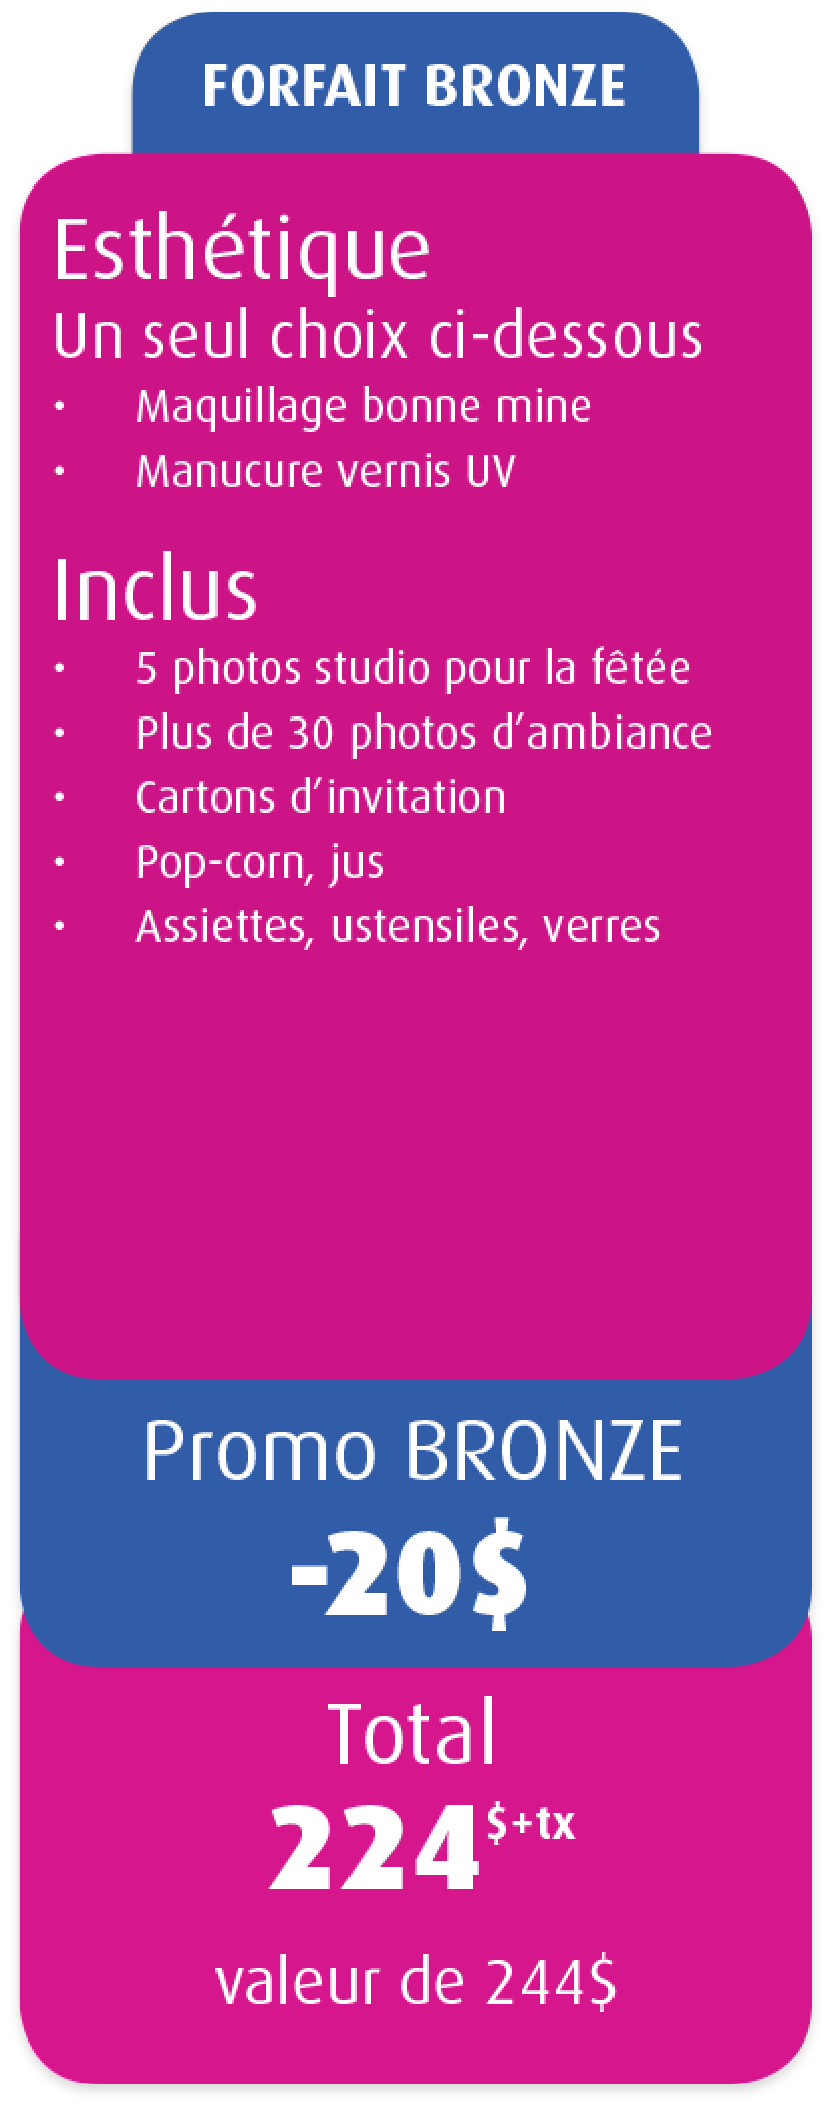 FORFAIT BRONZE
Esthétique
Un seul choix ci-dessous
• Maquillage bonne mine
• Manucure vernis UV
Inclus
• 5 photos studio pour la fêtée
• Plus de 30 photos d’ambiance
• Cartons d’invitation
• Pop-corn, jus
• Assiettes, ustensiles, verres
Promo BRONZE
-20$
Total
224$+tx
valeur de 244$